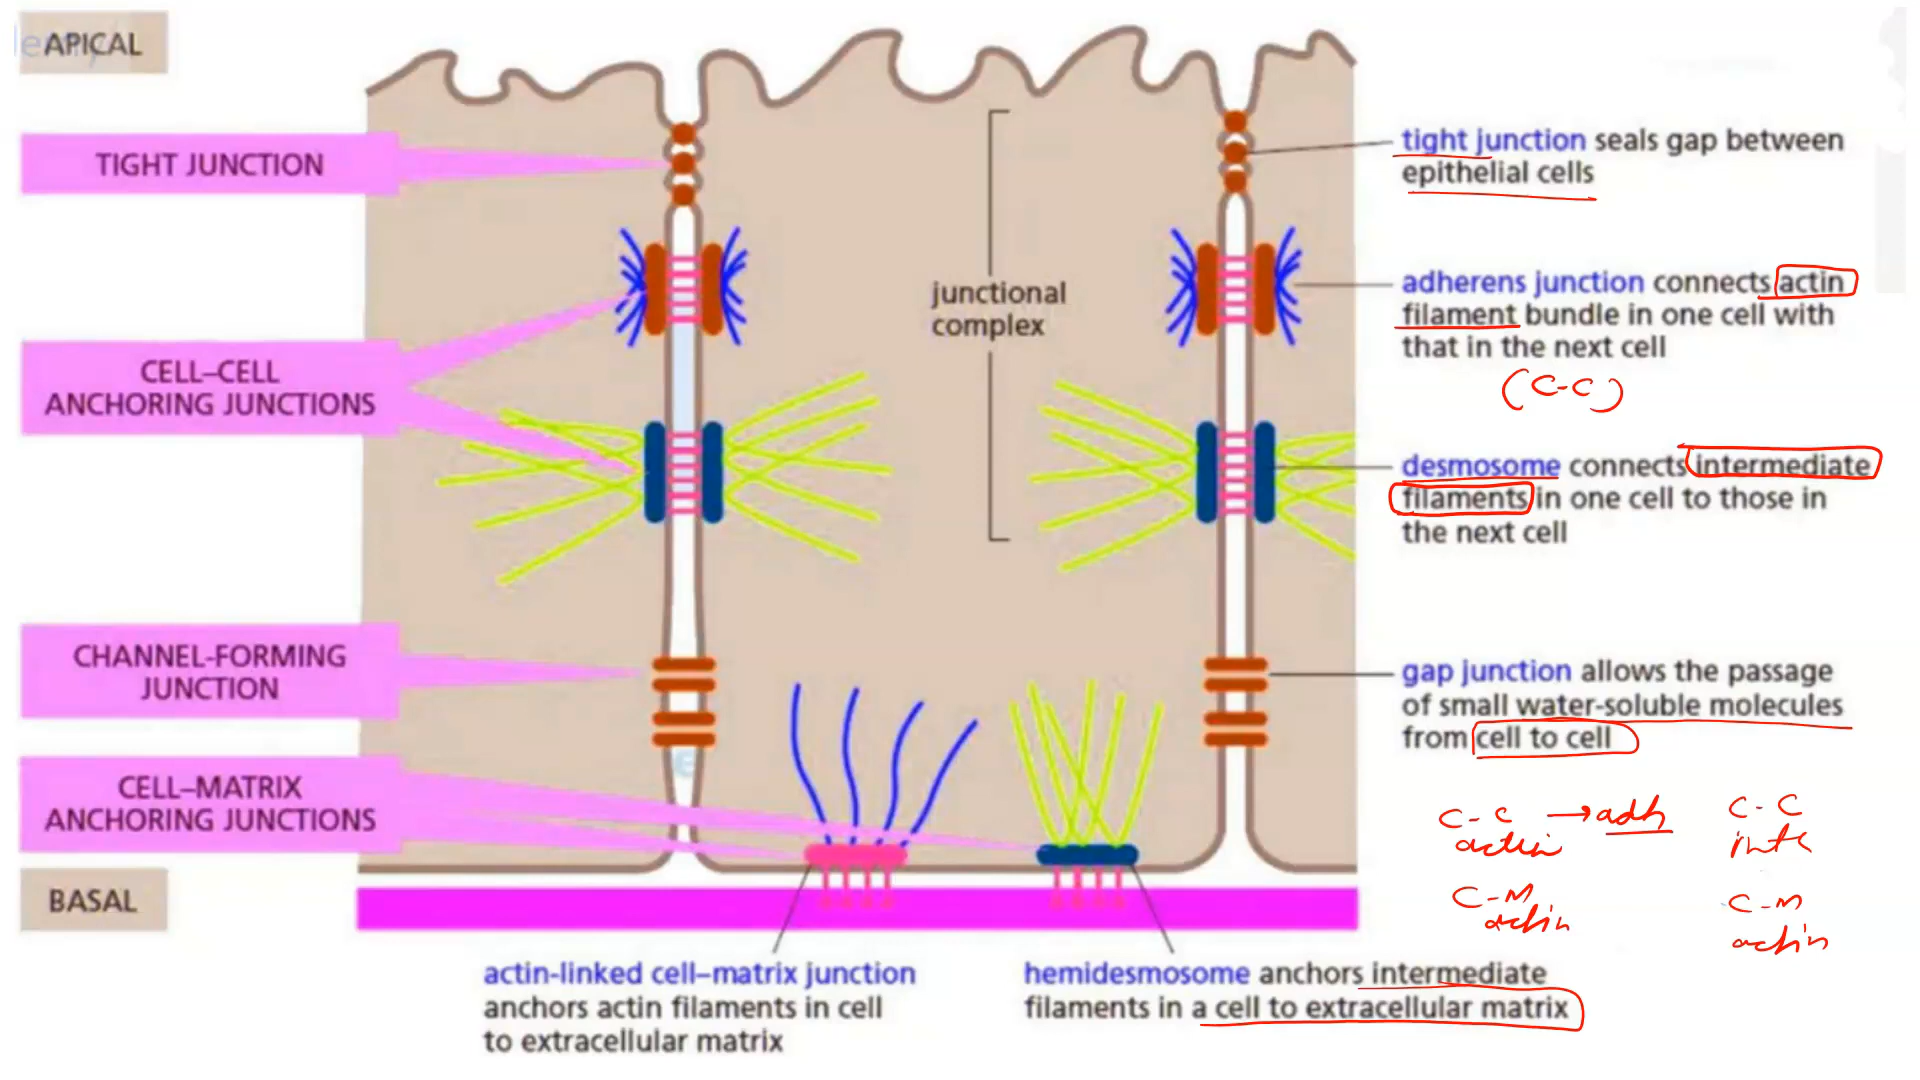 APICAL
TIGHT JUNCTION
CELL–CELL
ANCHORING JUNCTIONS
CHANNEL-FORMING
JUNCTION
CELL–MATRIX
ANCHORING JUNCTIONS
BASAL
junctional
complex
tight junction seals gap between
epithelial cells
adherens junction connects actin
filament bundle in one cell with
that in the next cell
(C-C)
desmosome connects intermediate
filaments in one cell to those in
the next cell
gap junction allows the passage
of small water-soluble molecules
from cell to cell
C-C → adh
actin
C-C
C-M
actin
C-M
actin
actin-linked cell–matrix junction
anchors actin filaments in cell
to extracellular matrix
hemidesmosome anchors intermediate
filaments in a cell to extracellular matrix